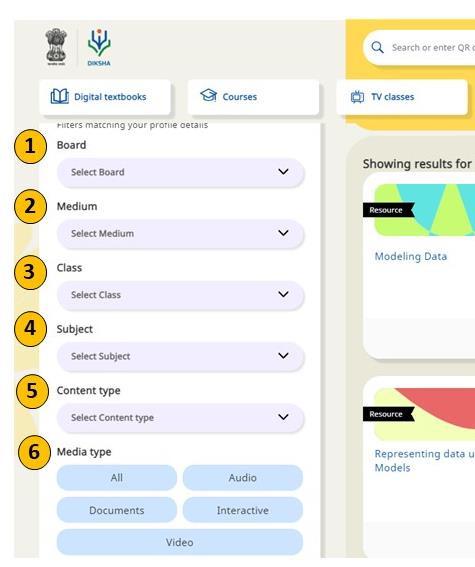 DIKSHA
Search or enter QR
Digital textbooks
Courses
TV classes
Filters matching your profile details
1 Board
Select Board
2 Medium
Select Medium
3 Class
Select Class
4 Subject
Select Subject
5 Content type
Select Content type
6 Media type
All Audio
Documents Interactive
Video
Showing results for
Resource
Modeling Data
Resource
Representing data u
Models